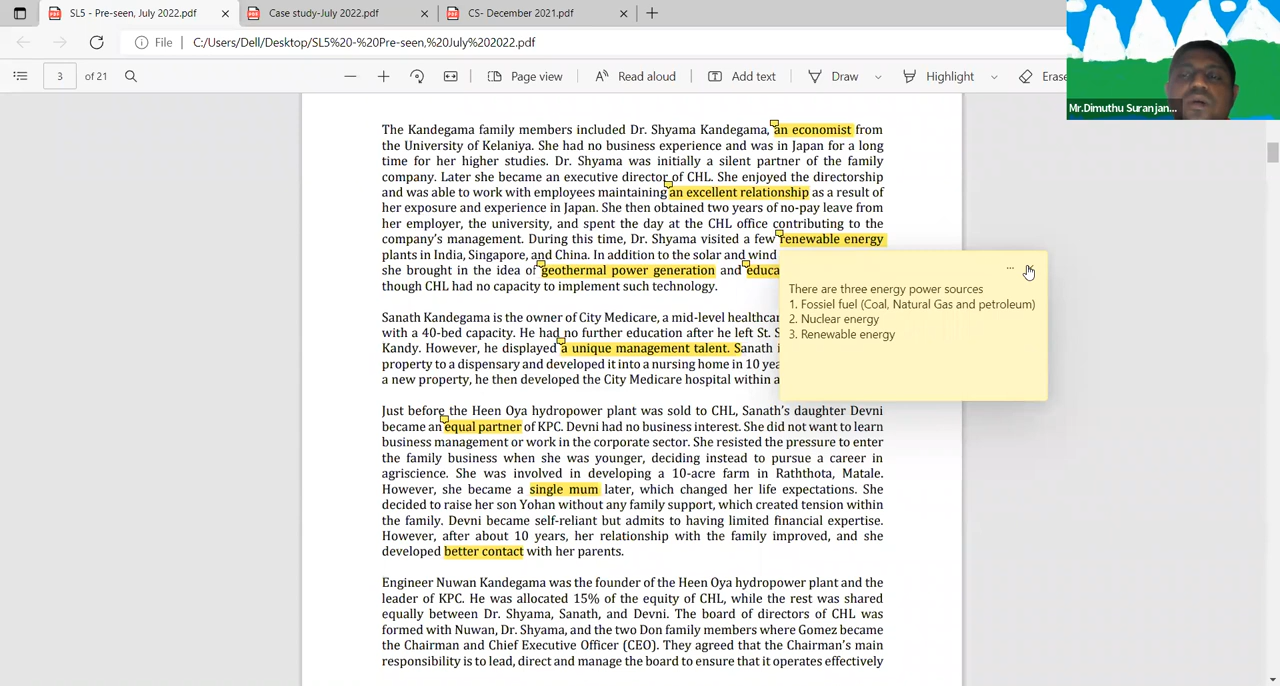 SL5 - Pre-seen, July 2022.pdf
Case study-July 2022.pdf
CS- December 2021.pdf
File
C:/Users/Dell/Desktop/SL5%20-%20Pre-seen,%20July%202022.pdf
3 of 21
Page view
Read aloud
Add text
Draw
Highlight
Erase
Mr.Dimuthu Suranjan...
The Kandegama family members included Dr. Shyama Kandegama, an economist from
the University of Kelaniya. She had no business experience and was in Japan for a long
time for her higher studies. Dr. Shyama was initially a silent partner of the family
company. Later she became an executive director of CHL. She enjoyed the directorship
and was able to work with employees maintaining an excellent relationship as a result of
her exposure and experience in Japan. She then obtained two years of no-pay leave from
her employer, the university, and spent the day at the CHL office contributing to the
company's management. During this time, Dr. Shyama visited a few renewable energy
plants in India, Singapore, and China. In addition to the solar and wind
she brought in the idea of geothermal power generation and educa
though CHL had no capacity to implement such technology.
There are three energy power sources
1. Fossiel fuel (Coal, Natural Gas and petroleum)
2. Nuclear energy
3. Renewable energy
Sanath Kandegama is the owner of City Medicare, a mid-level healthca
with a 40-bed capacity. He had no further education after he left St. S
Kandy. However, he displayed a unique management talent. Sanath i
property to a dispensary and developed it into a nursing home in 10 yea
a new property, he then developed the City Medicare hospital within a
Just before the Heen Oya hydropower plant was sold to CHL, Sanath's daughter Devni
became an equal partner of KPC. Devni had no business interest. She did not want to learn
business management or work in the corporate sector. She resisted the pressure to enter
the family business when she was younger, deciding instead to pursue a career in
agriscience. She was involved in developing a 10-acre farm in Raththota, Matale.
However, she became a single mum later, which changed her life expectations. She
decided to raise her son Yohan without any family support, which created tension within
the family. Devni became self-reliant but admits to having limited financial expertise.
However, after about 10 years, her relationship with the family improved, and she
developed better contact with her parents.
Engineer Nuwan Kandegama was the founder of the Heen Oya hydropower plant and the
leader of KPC. He was allocated 15% of the equity of CHL, while the rest was shared
equally between Dr. Shyama, Sanath, and Devni. The board of directors of CHL was
formed with Nuwan, Dr. Shyama, and the two Don family members where Gomez became
the Chairman and Chief Executive Officer (CEO). They agreed that the Chairman's main
responsibility is to lead, direct and manage the board to ensure that it operates effectively